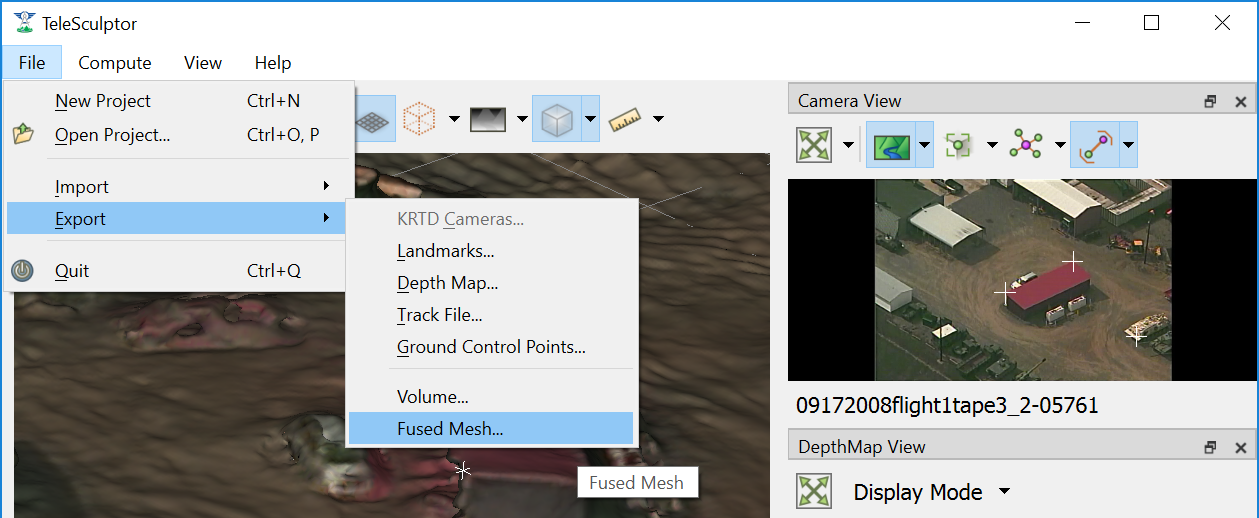 TeleSculptor
File Compute View Help
New Project Ctrl+N
Open Project... Ctrl+O, P
Import
Export
Quit Ctrl+Q
KRTD Cameras...
Landmarks...
Depth Map...
Track File...
Ground Control Points...
Volume...
Fused Mesh...
Fused Mesh
Camera View
09172008flight1tape3_2-05761
DepthMap View
Display Mode